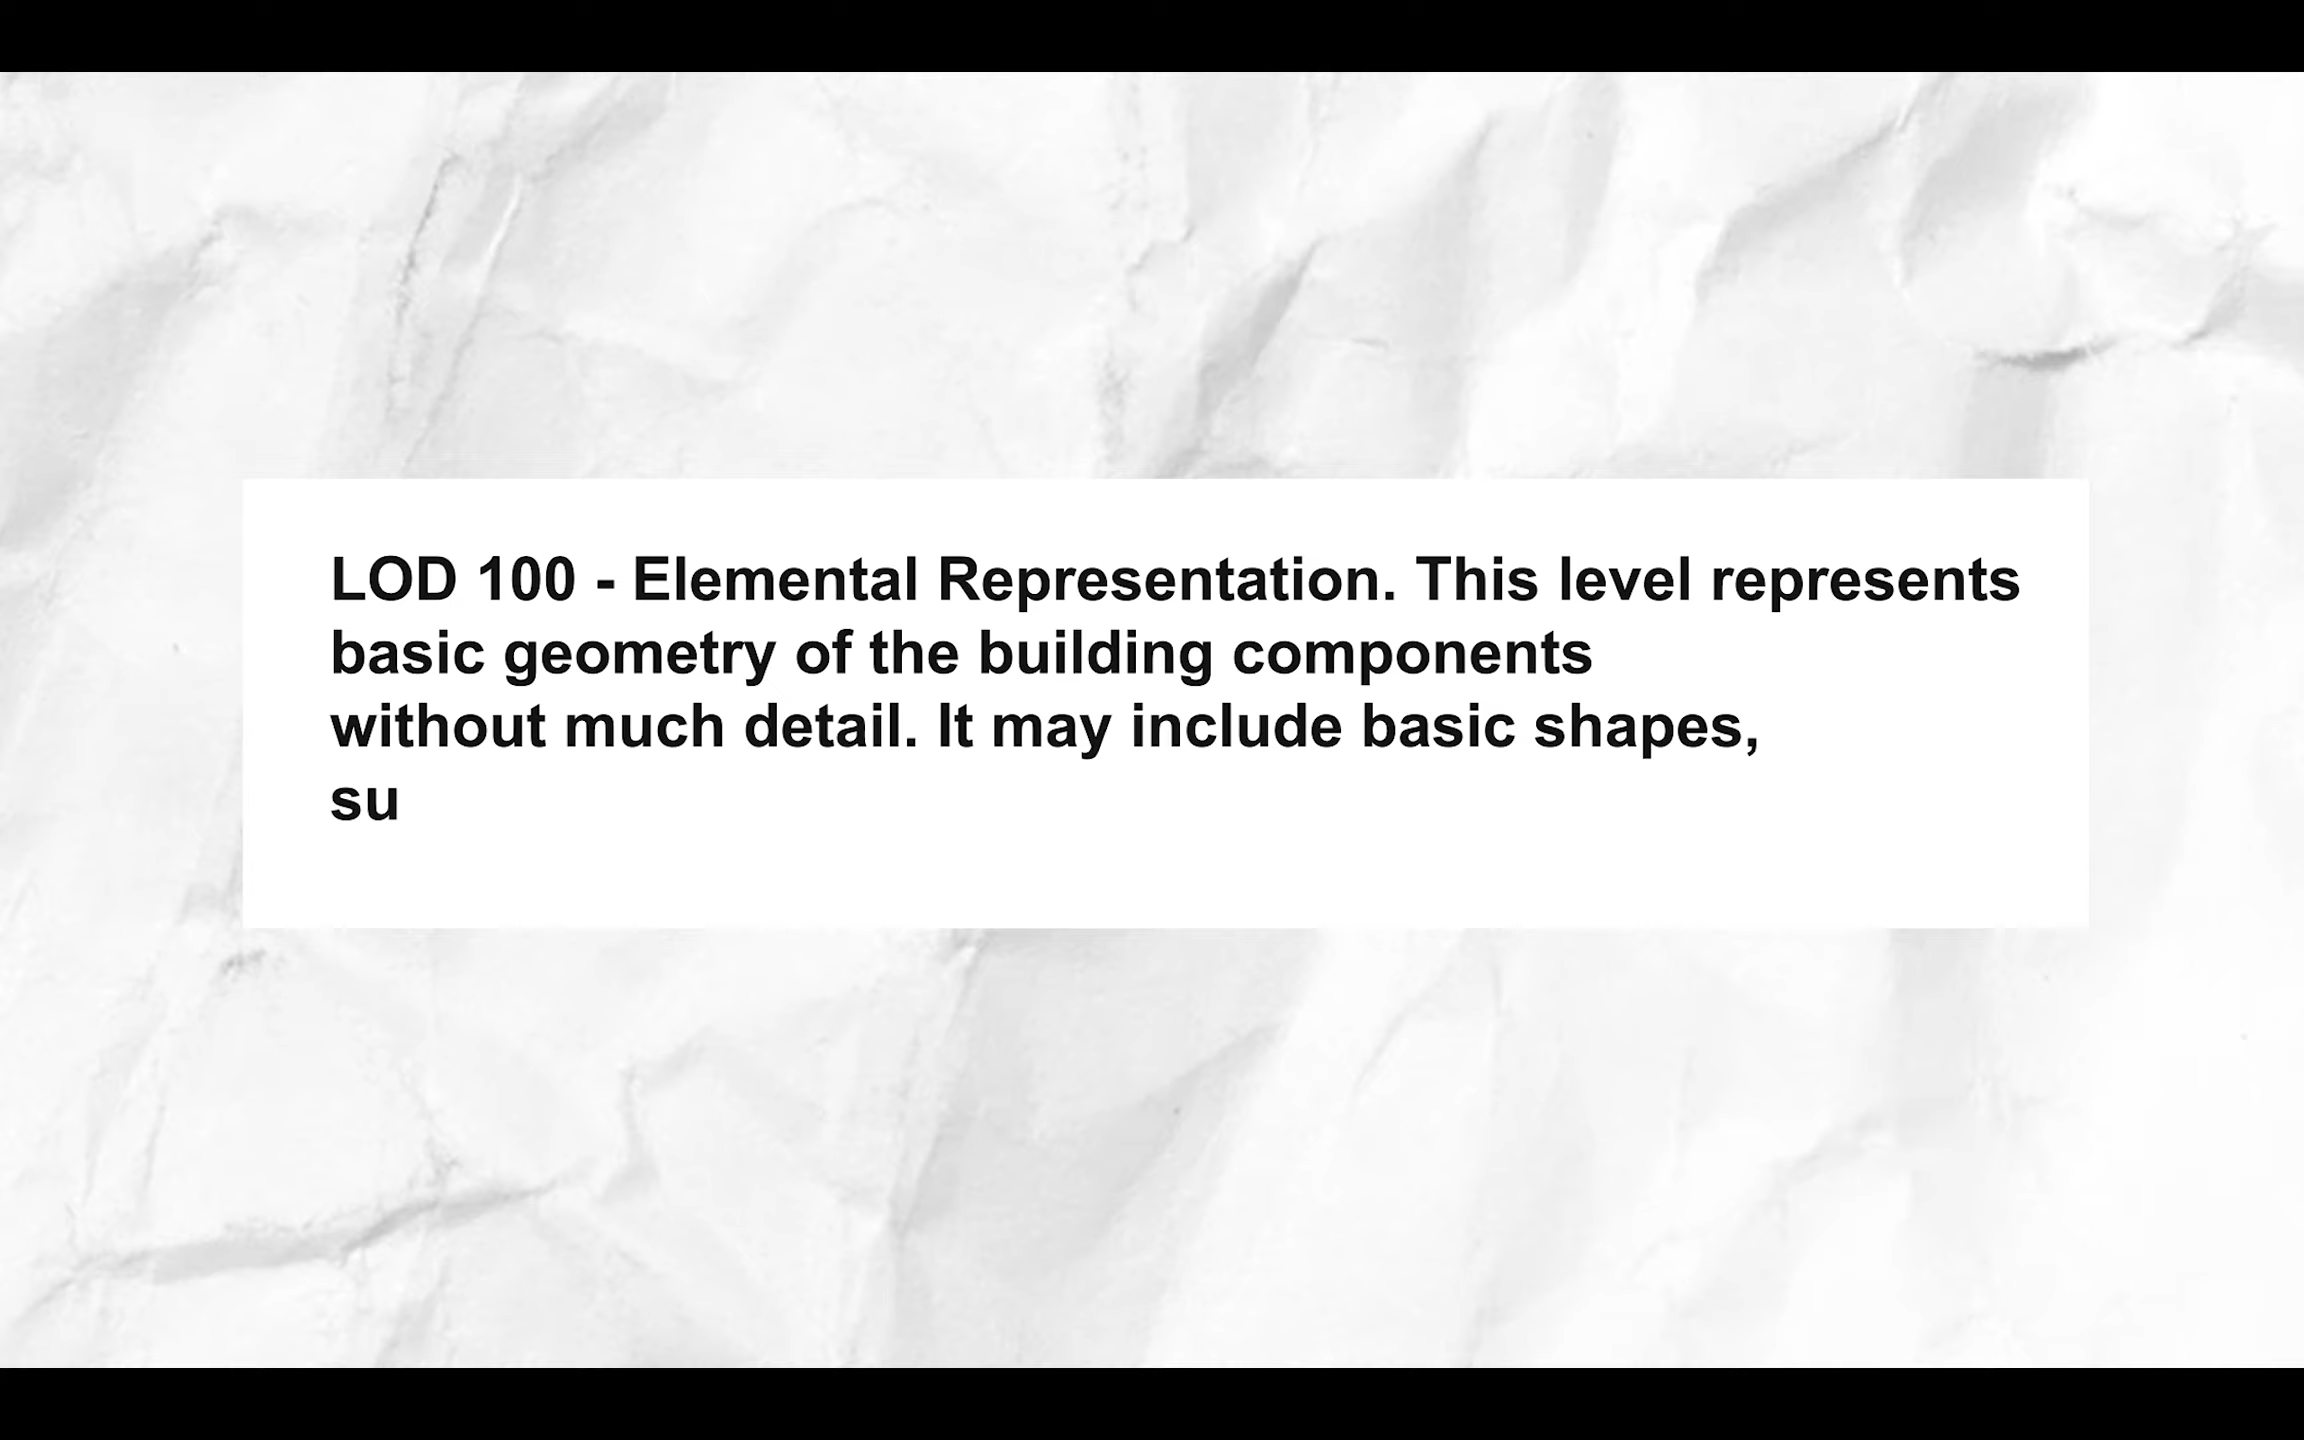 LOD 100 - Elemental Representation. This level represents
basic geometry of the building components
without much detail. It may include basic shapes,
su